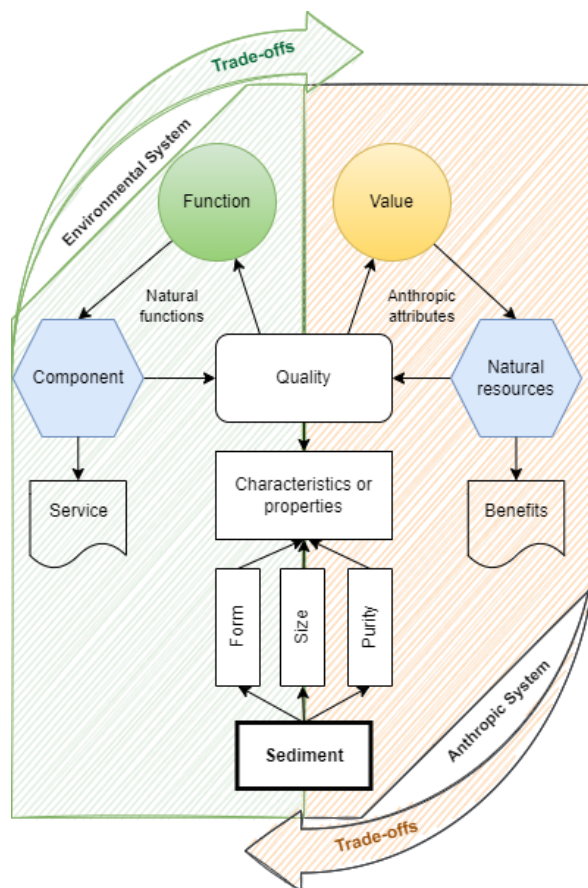 Trade-offs
Environmental System
Function
Value
Natural
functions
Anthropic
attributes
Component
Quality
Natural
resources
Service
Characteristics or
properties
Benefits
Form
Size
Purity
Sediment
Anthropic System
Trade-offs